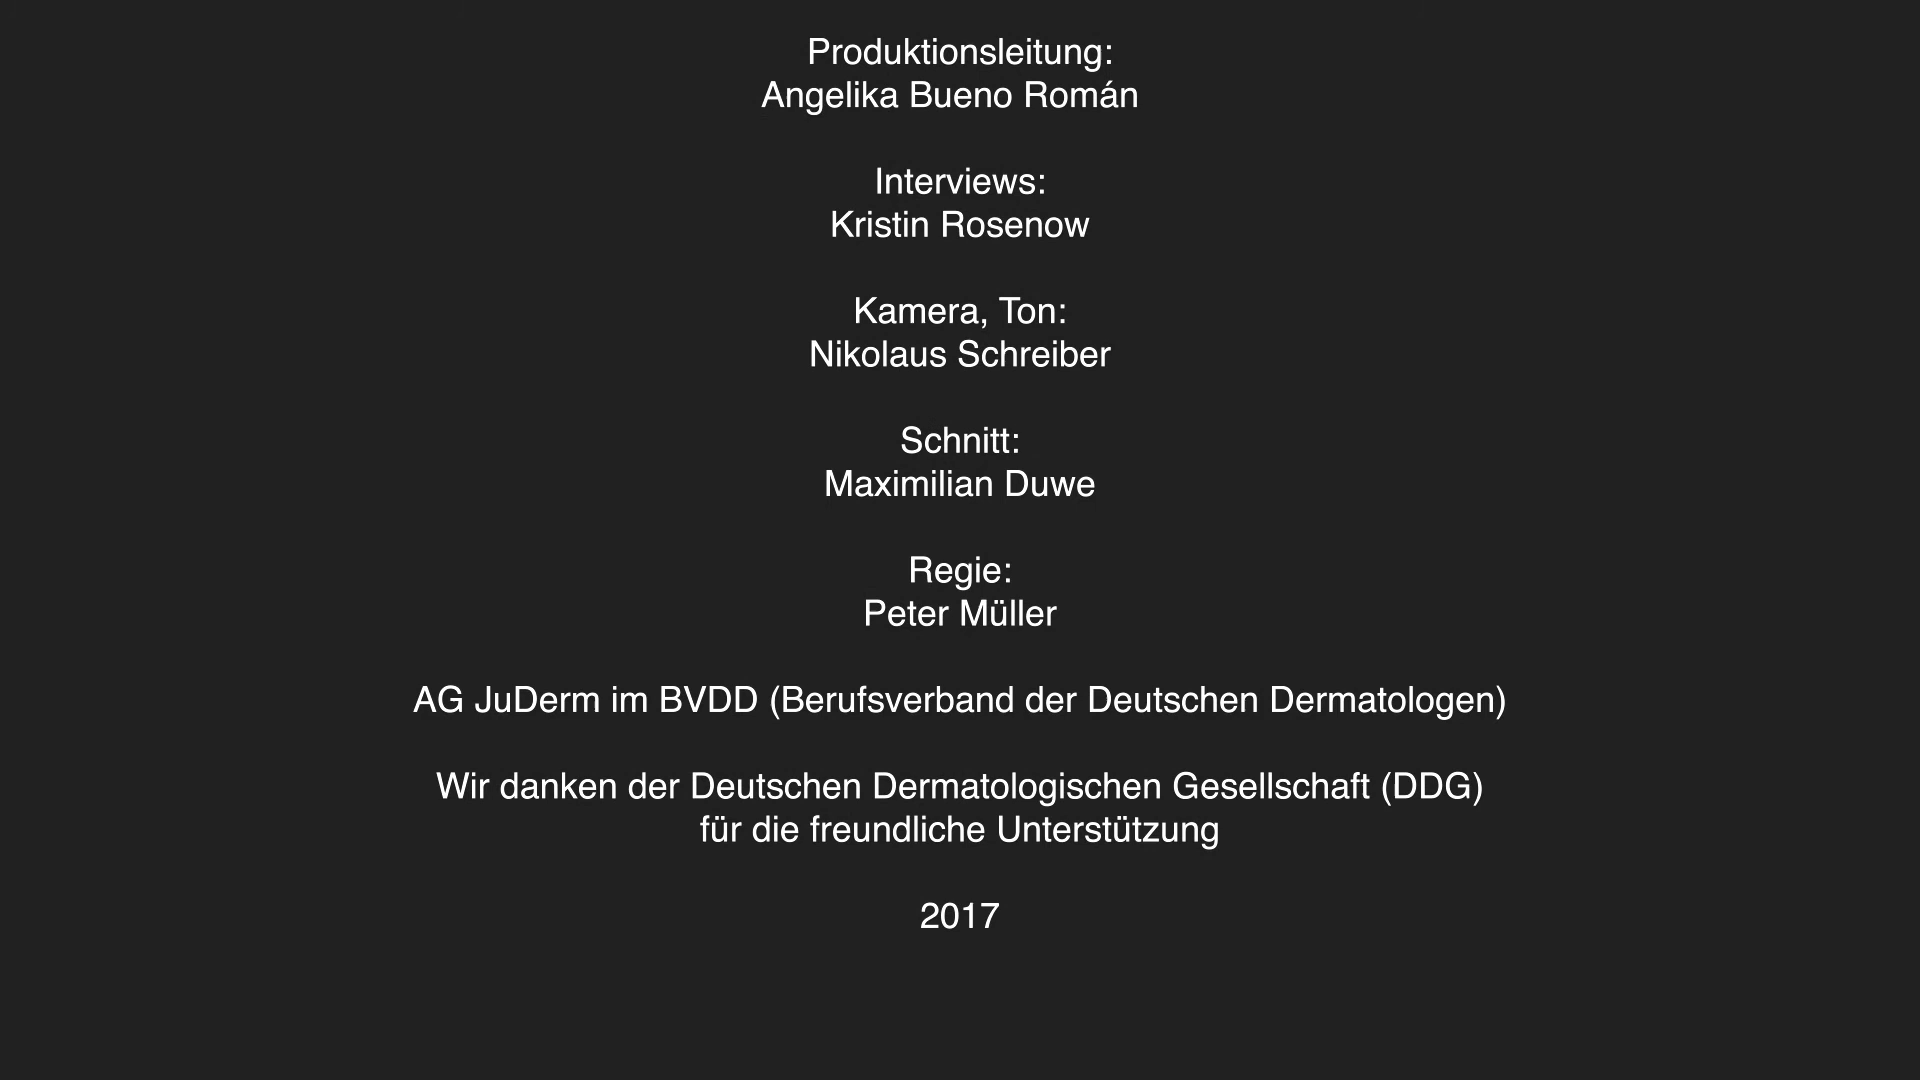 Produktionsleitung:
Angelika Bueno Román
Interviews:
Kristin Rosenow
Kamera, Ton:
Nikolaus Schreiber
Schnitt:
Maximilian Duwe
Regie:
Peter Müller
AG JuDerm im BVDD (Berufsverband der Deutschen Dermatologen)
Wir danken der Deutschen Dermatologischen Gesellschaft (DDG)
für die freundliche Unterstützung
2017